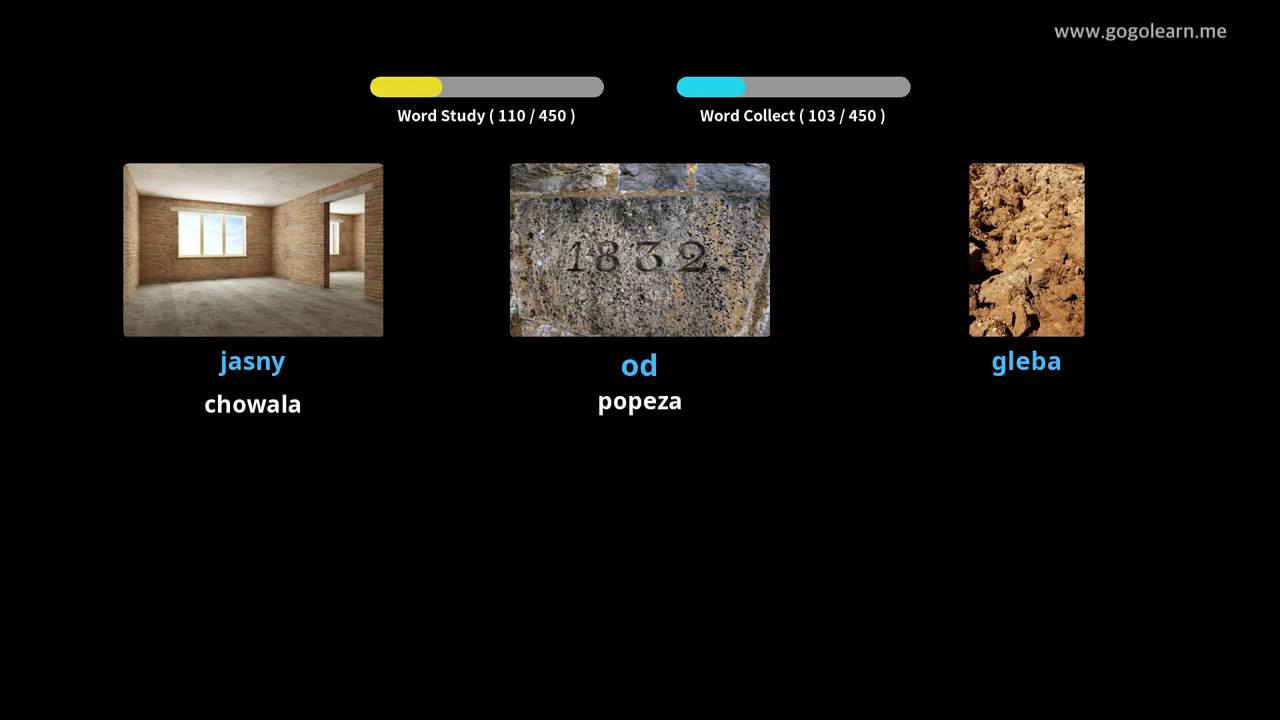 www.gogolearn.me
Word Study ( 110 / 450 )
Word Collect ( 103 / 450 )
1832.
jasny
od
gleba
chowala
popeza